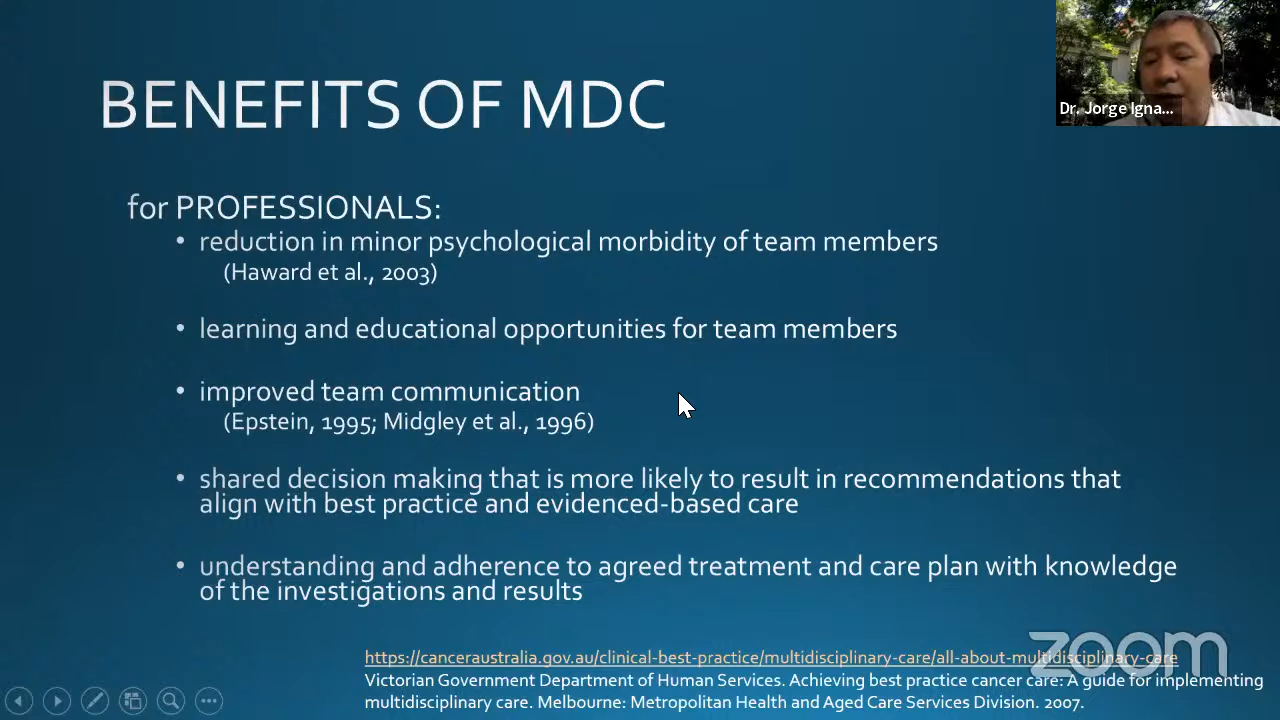 BENEFITS OF MDC
Dr. Jorge Igna...
for PROFESSIONALS:
• reduction in minor psychological morbidity of team members
(Haward et al., 2003)
• learning and educational opportunities for team members
• improved team communication
(Epstein, 1995; Midgley et al., 1996)
• shared decision making that is more likely to result in recommendations that
align with best practice and evidenced-based care
• understanding and adherence to agreed treatment and care plan with knowledge
of the investigations and results
https://canceraustralia.gov.au/clinical-best-practice/multidisciplinary-care/all-about-multidisciplinary-care
zoom
Victorian Government Department of Human Services. Achieving best practice cancer care: A guide for implementing
multidisciplinary care. Melbourne: Metropolitan Health and Aged Care Services Division. 2007.